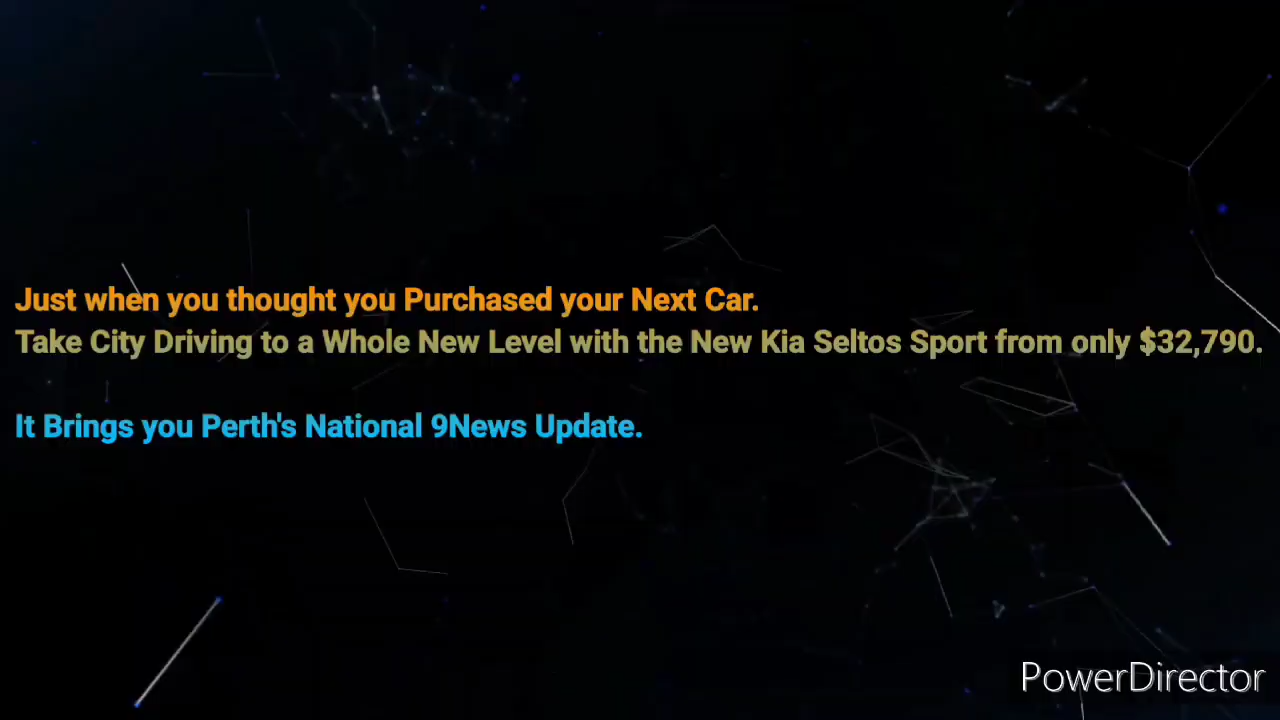 Just when you thought you Purchased your Next Car.
Take City Driving to a Whole New Level with the New Kia Seltos Sport from only $32,790.
It Brings you Perth's National 9News Update.
PowerDirector